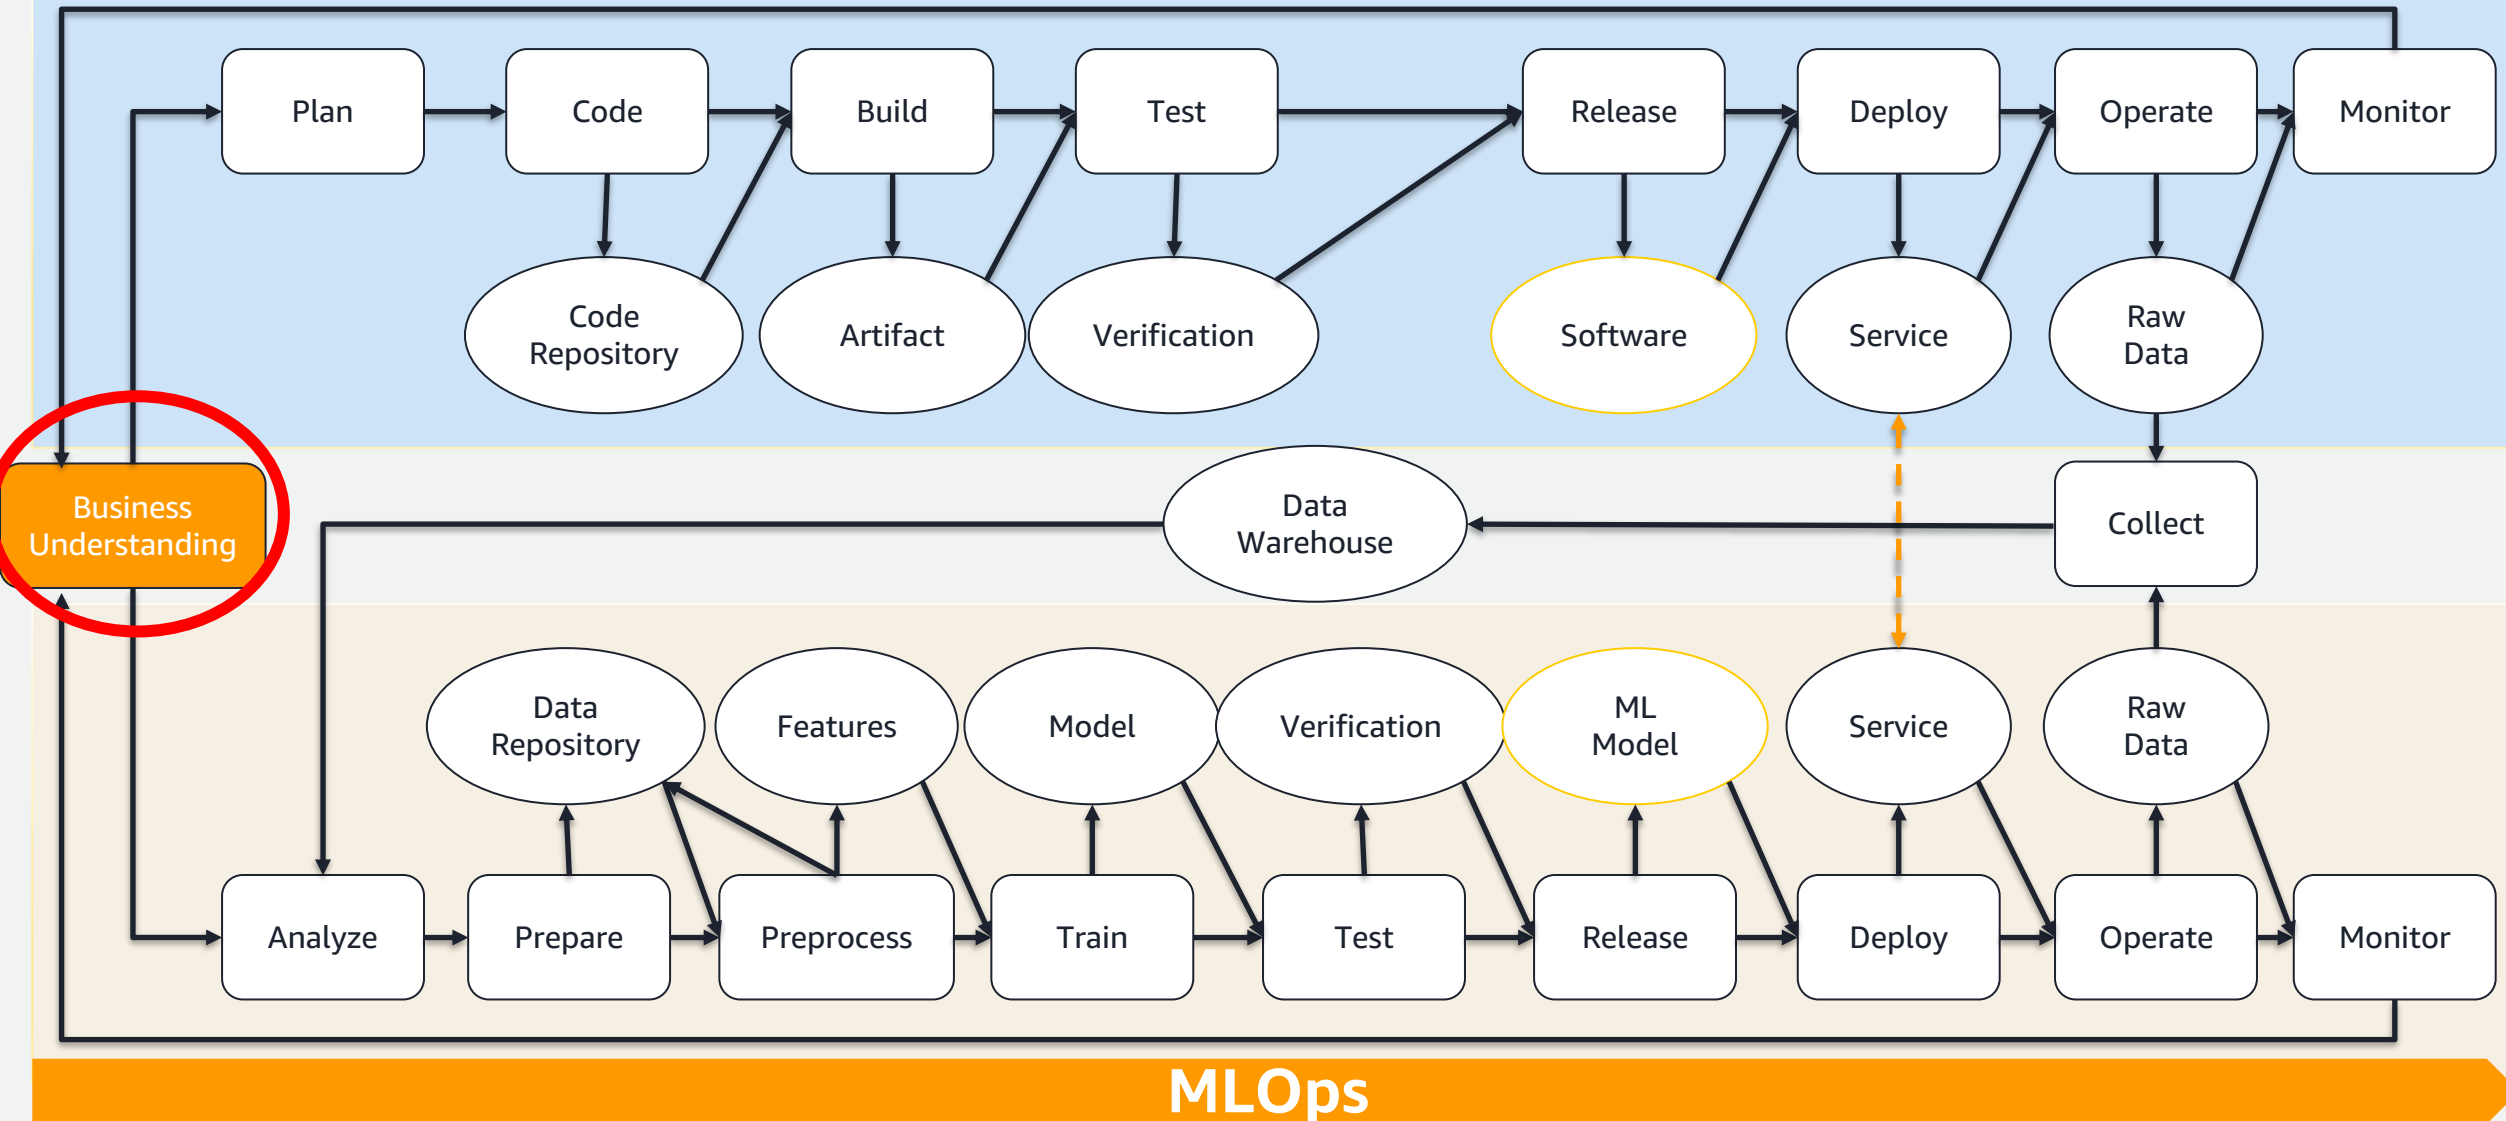 Plan
Code
Build
Test
Release
Deploy
Operate
Monitor
Code
Repository
Artifact
Verification
Software
Service
Raw
Data
Business
Understanding
Data
Warehouse
Collect
Data
Repository
Features
Model
Verification
ML
Model
Service
Raw
Data
Analyze
Prepare
Preprocess
Train
Test
Release
Deploy
Operate
Monitor
MLOps